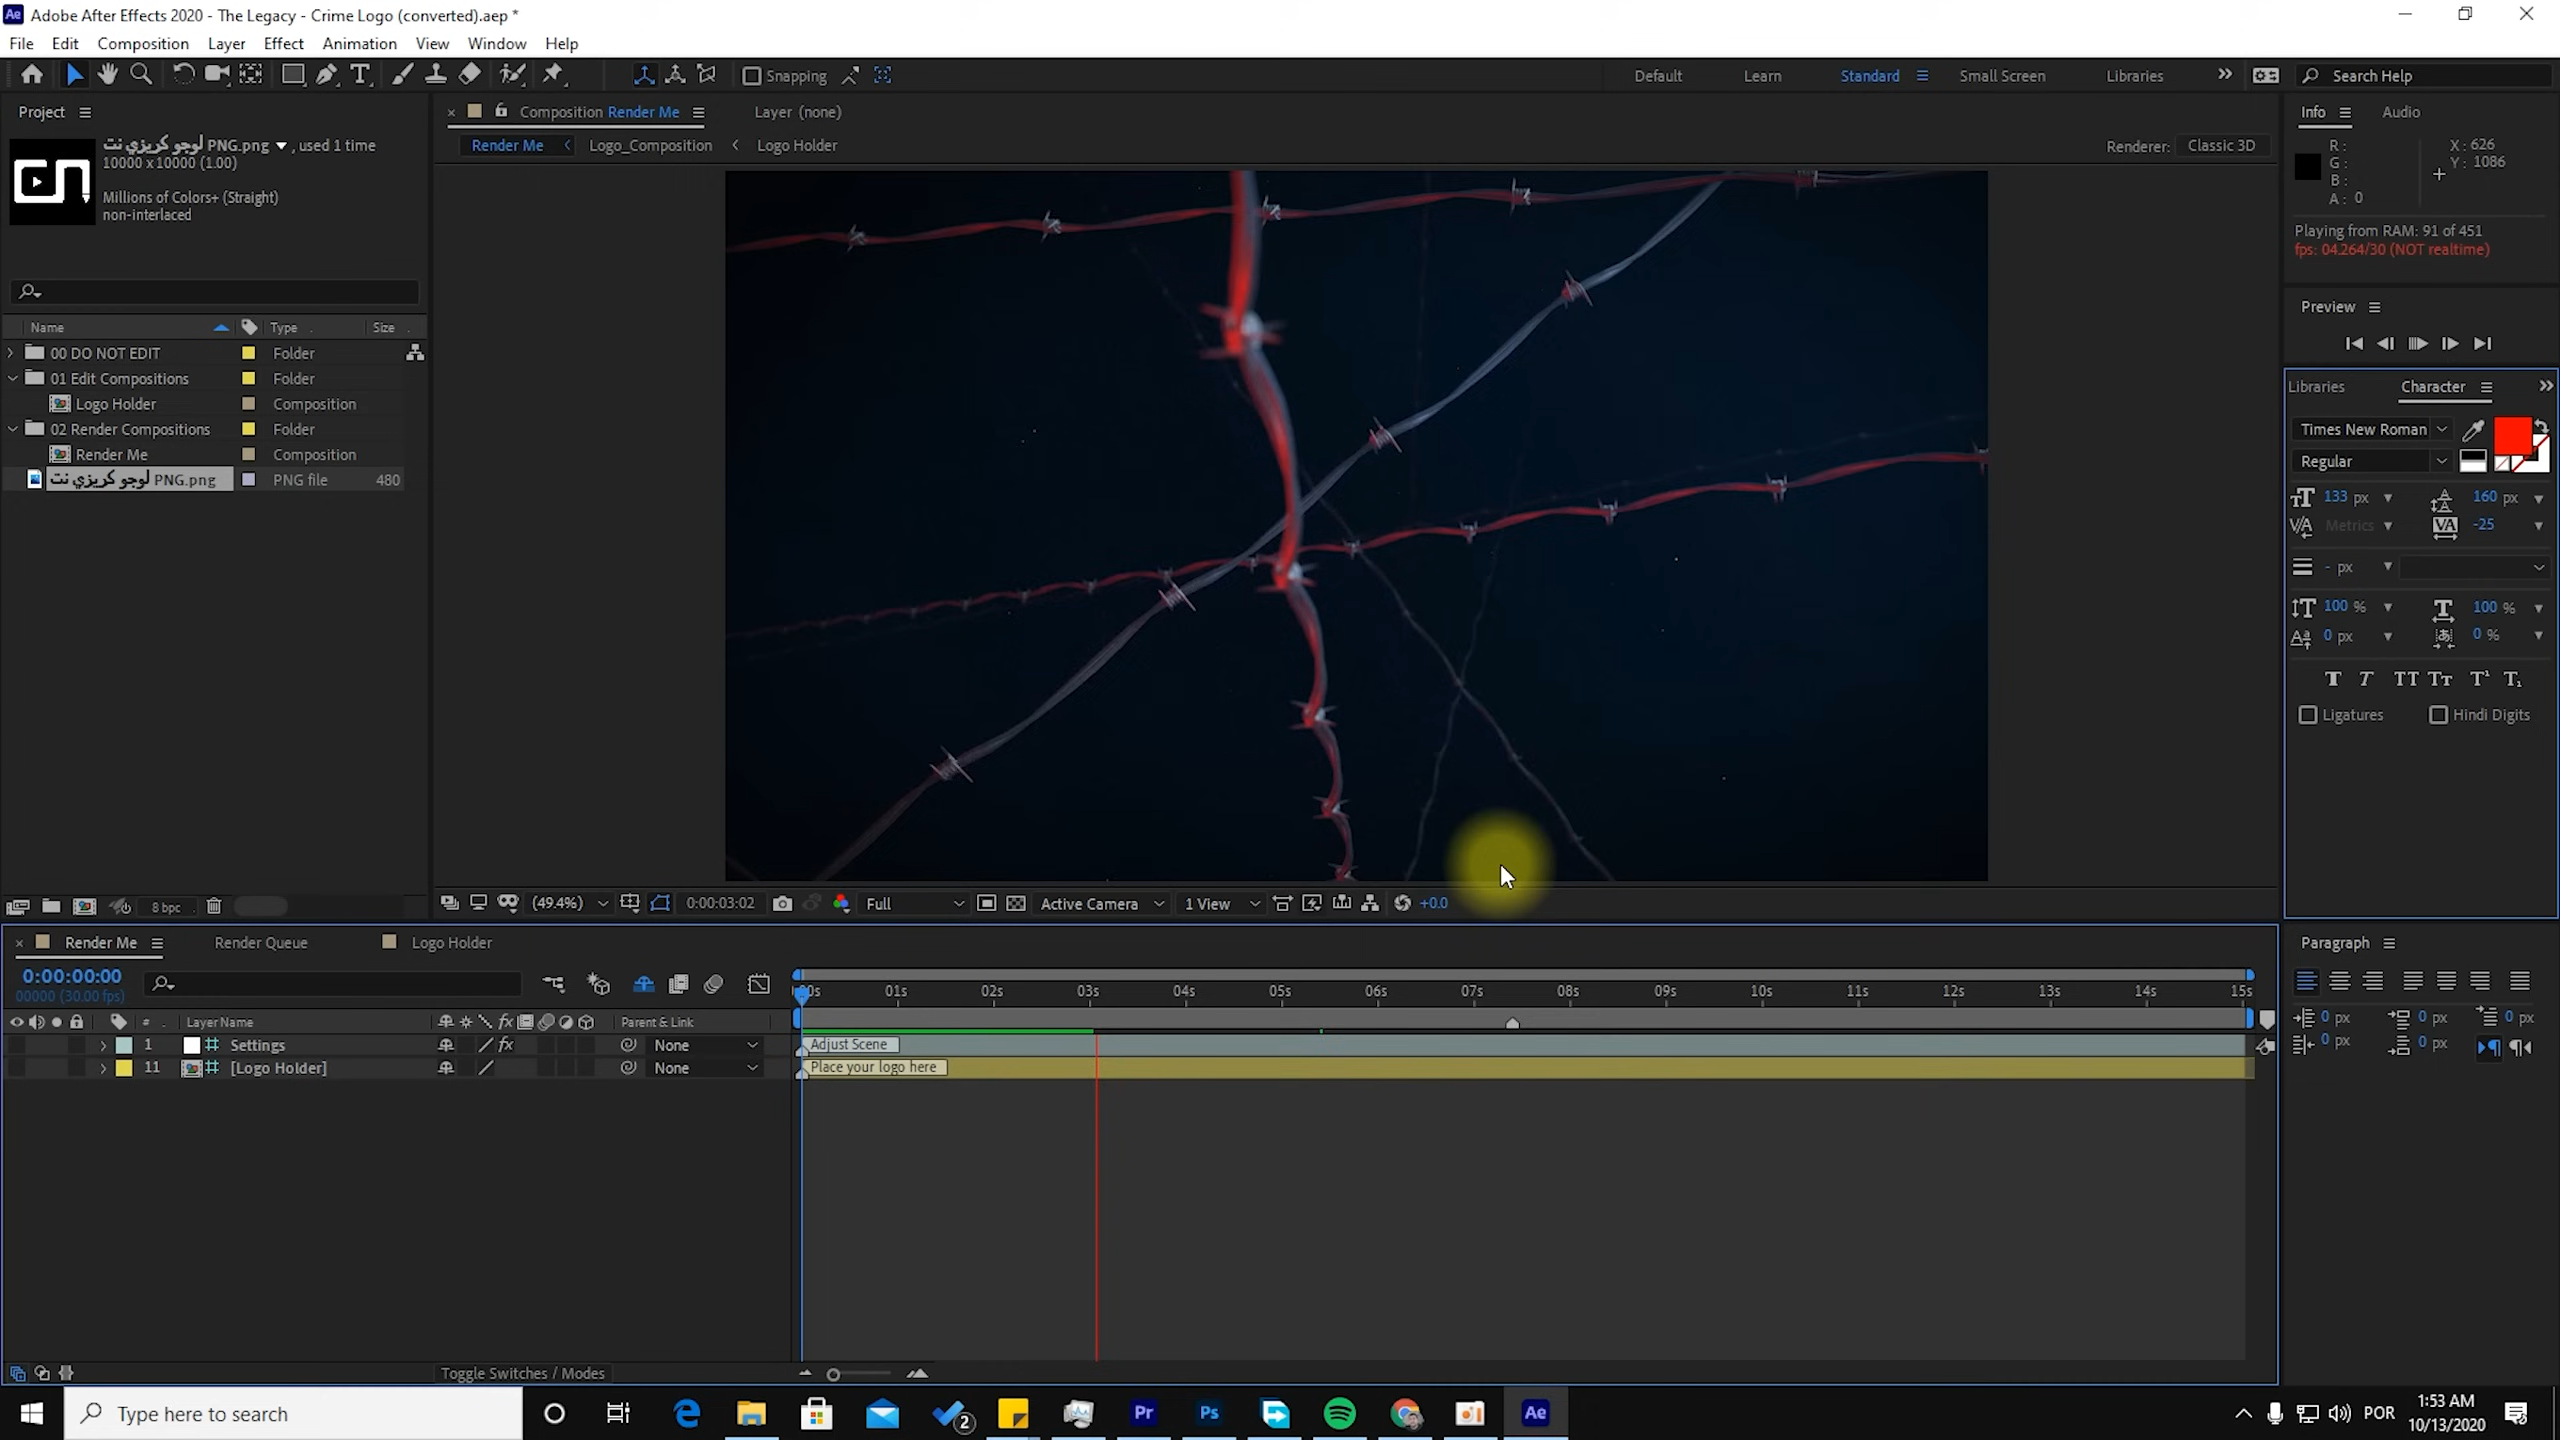 Adobe After Effects 2020 - The Legacy - Crime Logo (converted).aep *
File Edit Composition Layer Effect Animation View Window Help
Snapping
Default Learn Standard Small Screen Libraries
Search Help
Project
لوجو كريزي نت PNG.png , used 1 time
10000 x 10000 (1.00)
Millions of Colors+ (Straight)
non-interlaced
Name Type Size
00 DO NOT EDIT Folder
01 Edit Compositions Folder
Logo Holder Composition
02 Render Compositions Folder
Render Me Composition
لوجو كريزي نت PNG.png PNG file 480
8 bpc
Composition Render Me
Layer (none)
Render Me Logo_Composition Logo Holder
Renderer: Classic 3D
(49.4%) 0:00:03:02 Full Active Camera 1 View +0.0
Info Audio
R :
G :
B :
A : 0
X : 626
Y : 1086
Playing from RAM: 91 of 451
fps: 04.264/30 (NOT realtime)
Preview
Libraries Character
Times New Roman
Regular
133 px 160 px
Metrics -25
- px
100 % 100 %
0 px 0 %
Ligatures Hindi Digits
Render Me Render Queue Logo Holder
0:00:00:00
00000 (30.00 fps)
# Layer Name Parent & Link
1 Settings None
11 [Logo Holder] None
:00s 01s 02s 03s 04s 05s 06s 07s 08s 09s 10s 11s 12s 13s 14s 15s
Adjust Scene
Place your logo here
Toggle Switches / Modes
Paragraph
0 px 0 px 0 px
0 px 0 px
Type here to search
2
Pr
Ps
Ae
POR
1:53 AM
10/13/2020